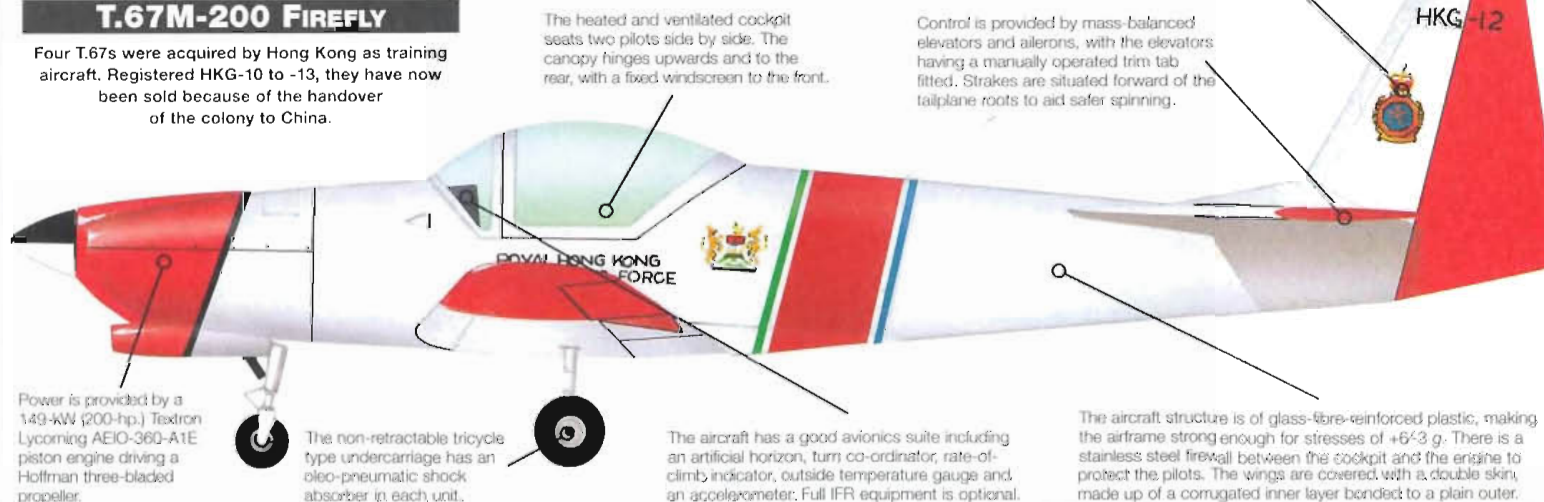 T.67M-200 FIREFLY
Four T.67s were acquired by Hong Kong as training
aircraft. Registered HKG-10 to -13, they have now
been sold because of the handover
of the colony to China.
The heated and ventilated cockpit
seats two pilots side by side. The
canopy hinges upwards and to the
rear, with a fixed windscreen to the front.
Control is provided by mass-balanced
elevators and ailerons, with the elevators
having a manually operated trim tab
fitted. Strakes are situated forward of the
tailplane roots to aid safer spinning.
HKG-12
ROYAL HONG KONG
FORCE
Power is provided by a
149-kW (200-hp.) Textron
Lycoming AEIO-360-A1E
piston engine driving a
Hoffman three-bladed
propeller.
The non-retractable tricycle
type undercarriage has an
oleo-pneumatic shock
absorber in each unit.
The aircraft has a good avionics suite including
an artificial horizon, turn co-ordinator, rate-of-
climb indicator, outside temperature gauge and
an accelerometer. Full IFR equipment is optional.
The aircraft structure is of glass-fibre-reinforced plastic, making
the airframe strong enough for stresses of +6/-3 g. There is a
stainless steel firewall between the cockpit and the engine to
protect the pilots. The wings are covered with a double skin,
made up of a corrugated inner layer bonded to a plain outer.